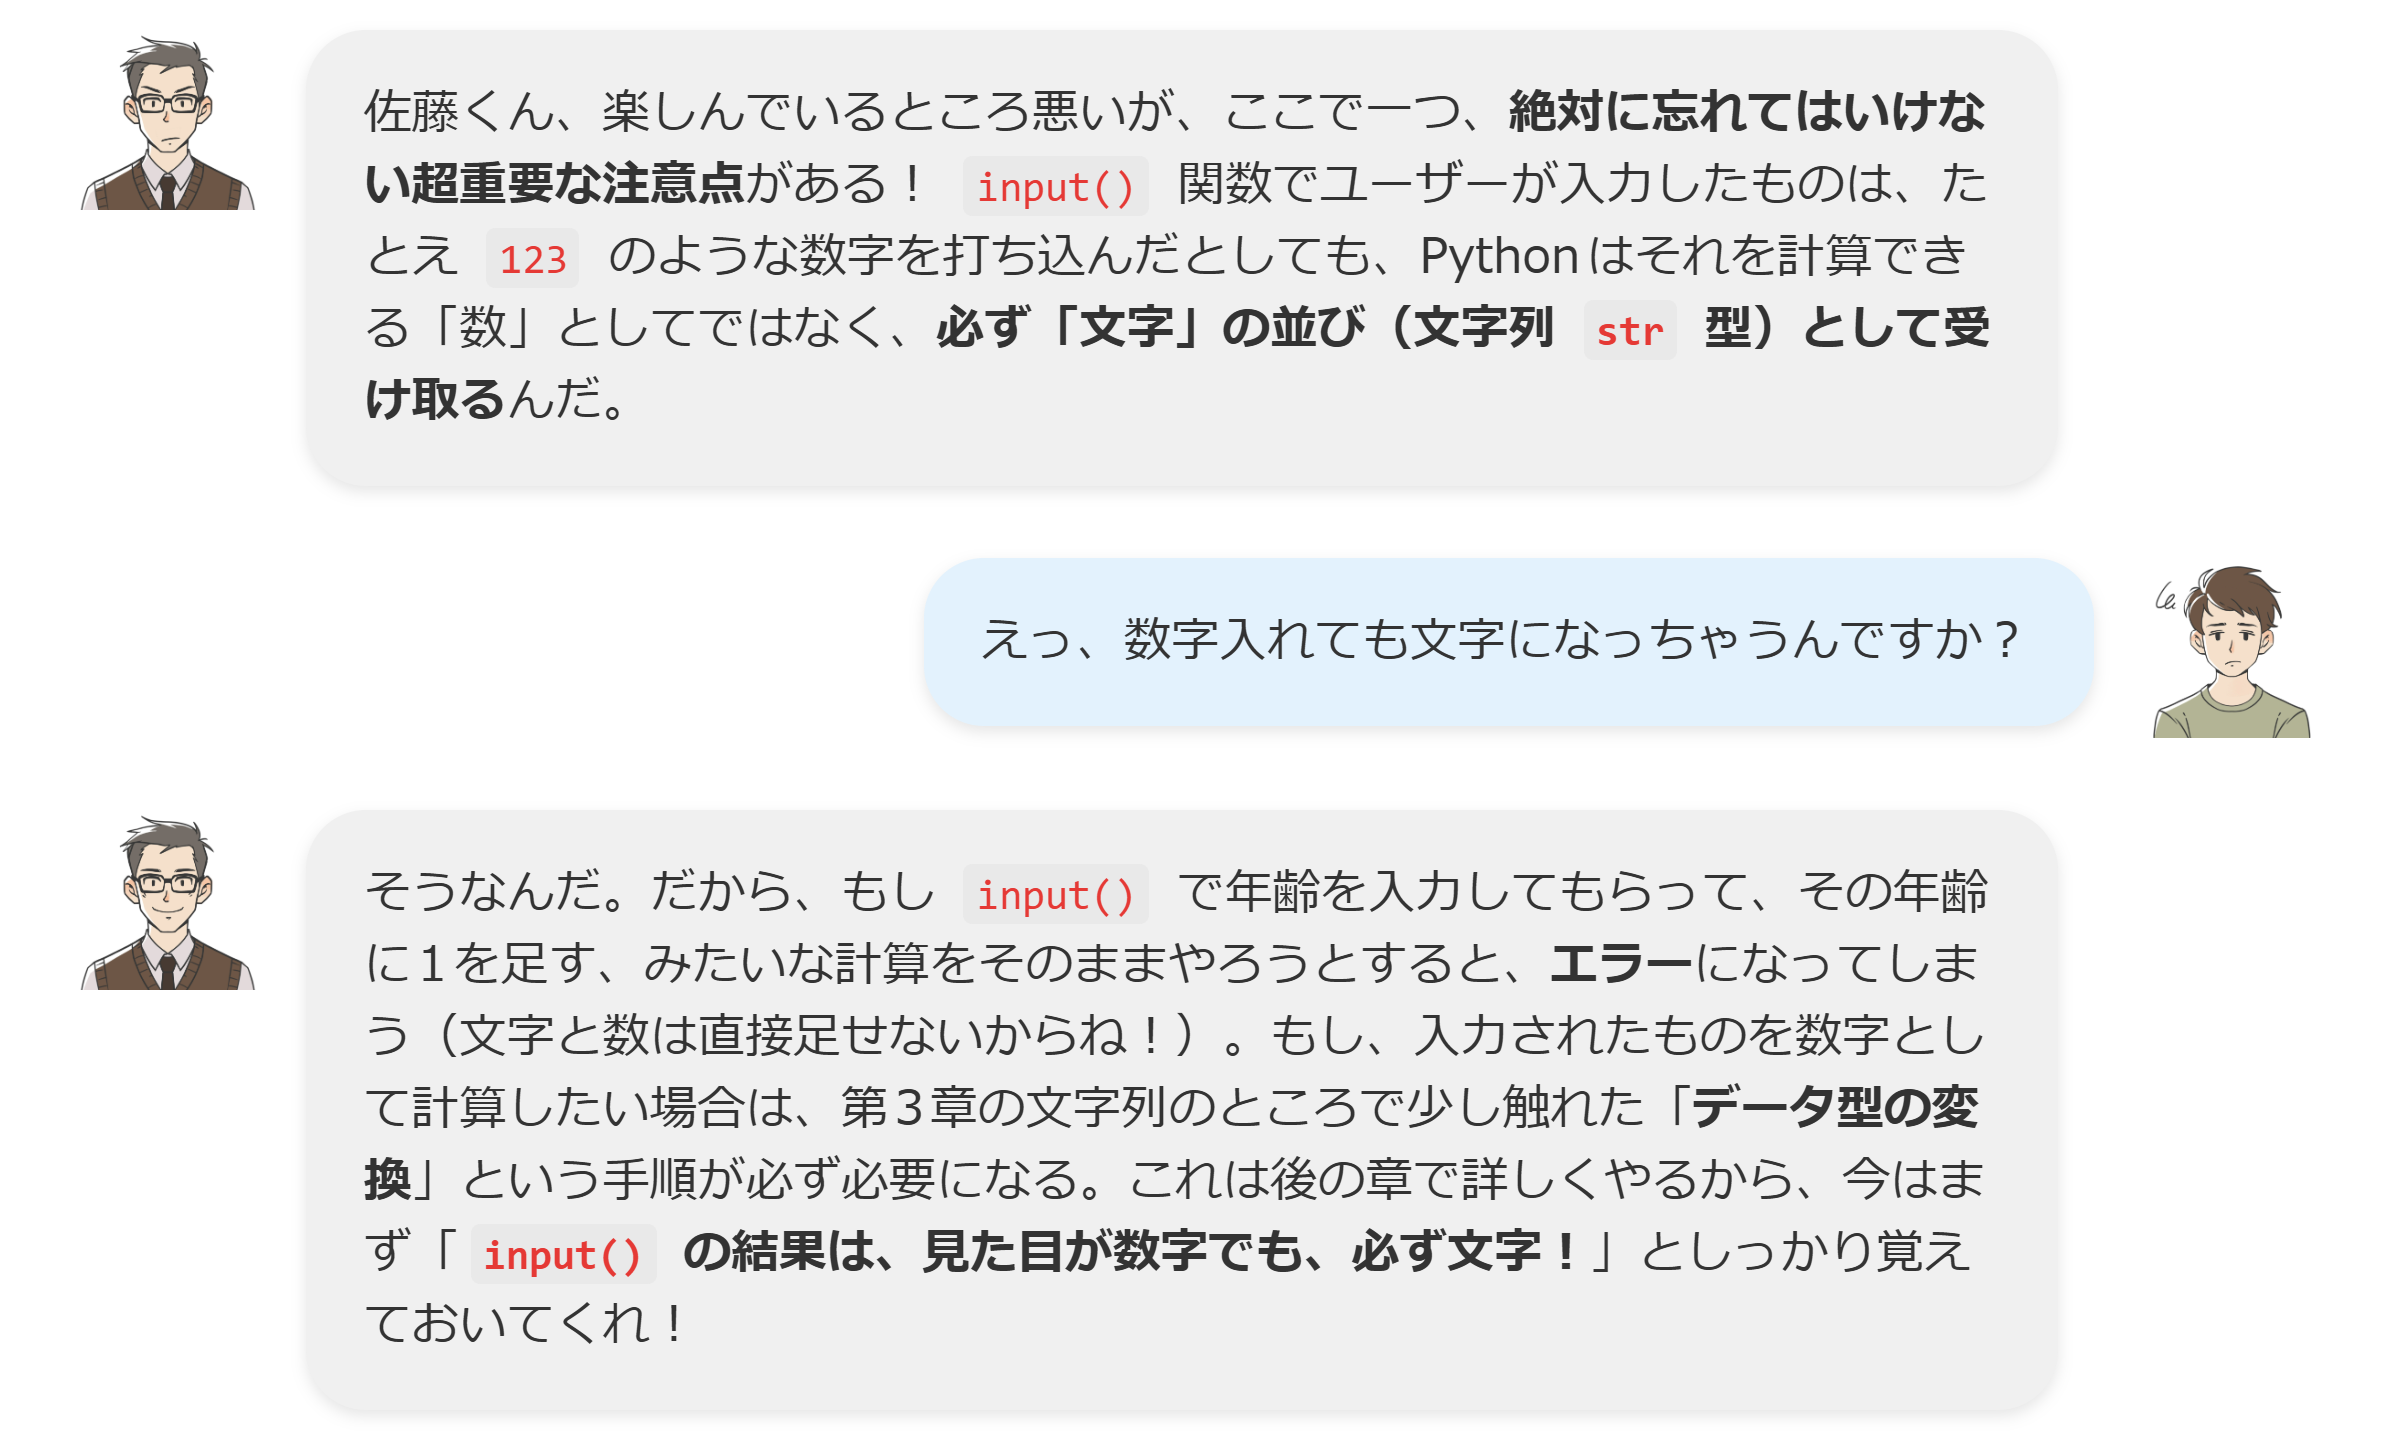 佐藤くん、楽しんでいるところ悪いが、ここで一つ、絶対に忘れてはいけな
い超重要な注意点がある！ input() 関数でユーザーが入力したものは、た
とえ 123 のような数字を打ち込んだとしても、Pythonはそれを計算でき
る「数」としてではなく、必ず「文字」の並び（文字列 str 型）として受
け取るんだ。
えっ、数字入れても文字になっちゃうんですか？
そうなんだ。だから、もし input() で年齢を入力してもらって、その年齢
に１を足す、みたいな計算をそのままやろうとすると、エラーになってしま
う（文字と数は直接足せないからね！）。もし、入力されたものを数字とし
て計算したい場合は、第３章の文字列のところで少し触れた「データ型の変
換」という手順が必ず必要になる。これは後の章で詳しくやるから、今はま
ず「 input() の結果は、見た目が数字でも、必ず文字！」としっかり覚え
ておいてくれ！